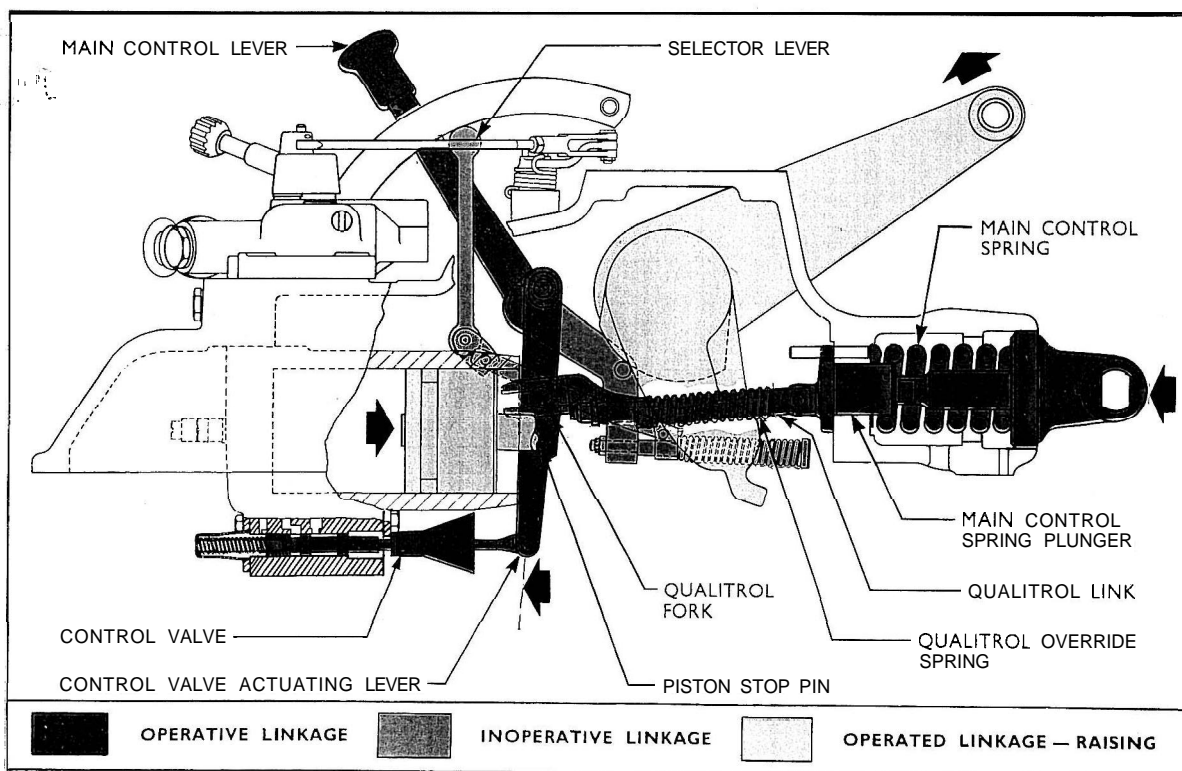 MAIN CONTROL LEVER
SELECTOR LEVER
MAIN CONTROL
SPRING
MAIN CONTROL
SPRING PLUNGER
QUALITROL LINK
QUALITROL
FORK
QUALITROL OVERRIDE
SPRING
CONTROL VALVE
CONTROL VALVE ACTUATING LEVER
PISTON STOP PIN
OPERATIVE LINKAGE
INOPERATIVE LINKAGE
OPERATED LINKAGE — RAISING